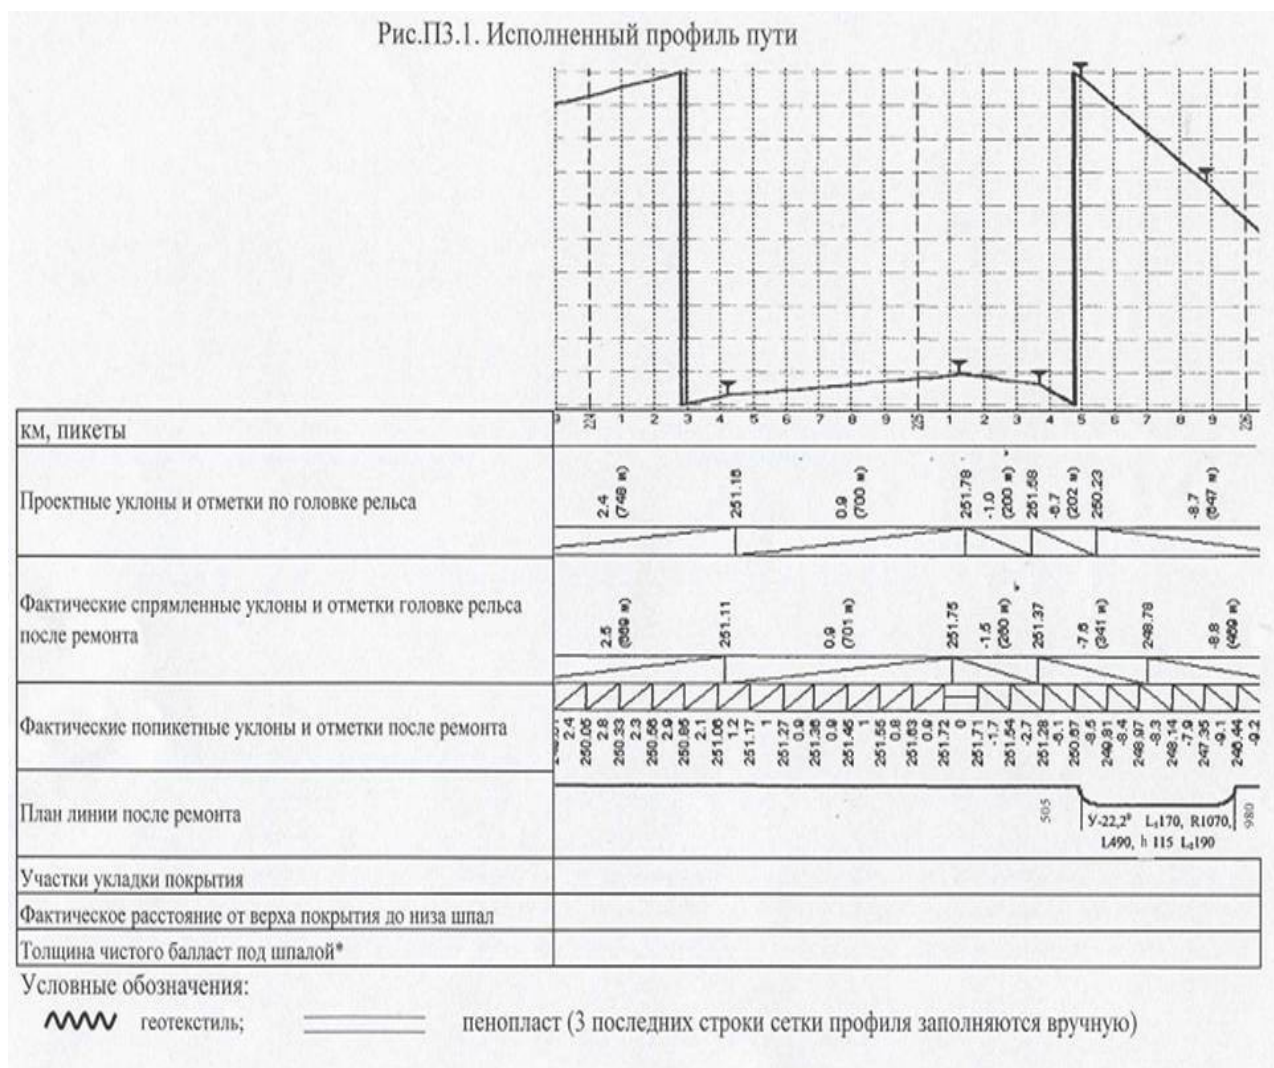 Рис.П3.1. Исполненный профиль пути
км, пикеты
224 1 2 3 4 5 6 7 8 9 225 1 2 3 4 5 6 7 8 9 226
Проектные уклоны и отметки по головке рельса
2.4 (748 м) 251.18 0.9 (700 м) 251.78 -1.0 (200 м) 251.58 -6.7 (202 м) 250.23 -8.7 (647 м)
Фактические спрямленные уклоны и отметки головке рельса
после ремонта
2.5 251.11 0.9 (701 м) 251.75 -1.5 (260 м) 251.37 -7.6 (341 м) 248.78 -8.8 (469 м)
Фактические попикетные уклоны и отметки после ремонта
2.4 250.05 2.8 250.33 2.3 250.56 2.9 250.85 2.1 251.06 1.2 251.17 1 251.27 0.9 251.36 0.9 251.45 1 251.55 0.8 251.63 0.9 251.72 0 251.71 -1.7 251.54 -2.7 251.28 -6.1 250.67 -8.5 249.81 -8.4 248.97 -8.3 248.14 -7.9 247.35 -9.1 246.44 -9.2
План линии после ремонта
505 У-22,2⁰ L₁170, R1070, 980
L490, h 115 L₂190
Участки укладки покрытия
Фактическое расстояние от верха покрытия до низа шпал
Толщина чистого балласт под шпалой*
Условные обозначения:
геотекстиль; пенопласт (3 последних строки сетки профиля заполняются вручную)